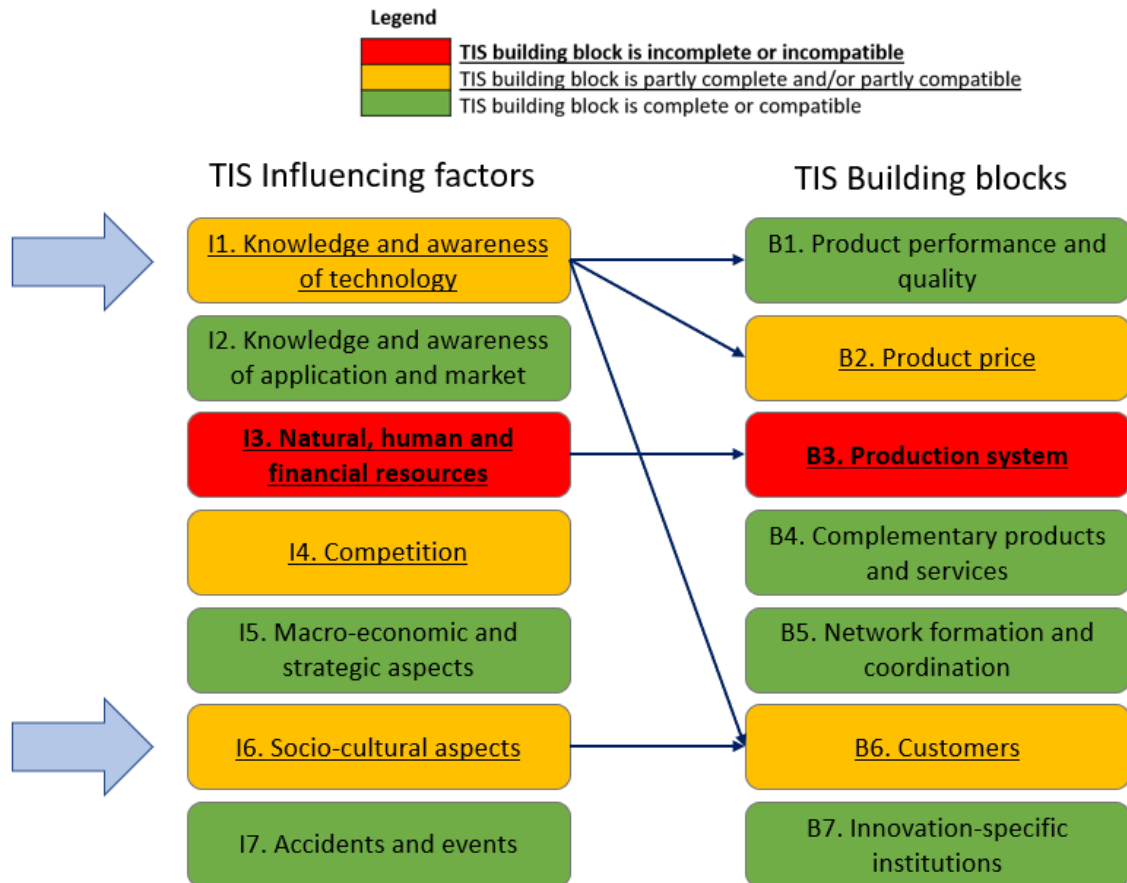 Legend
TIS building block is incomplete or incompatible
TIS building block is partly complete and/or partly compatible
TIS building block is complete or compatible
TIS Influencing factors
TIS Building blocks
I1. Knowledge and awareness
of technology
I2. Knowledge and awareness
of application and market
I3. Natural, human and
financial resources
I4. Competition
I5. Macro-economic and
strategic aspects
I6. Socio-cultural aspects
I7. Accidents and events
B1. Product performance and
quality
B2. Product price
B3. Production system
B4. Complementary products
and services
B5. Network formation and
coordination
B6. Customers
B7. Innovation-specific
institutions